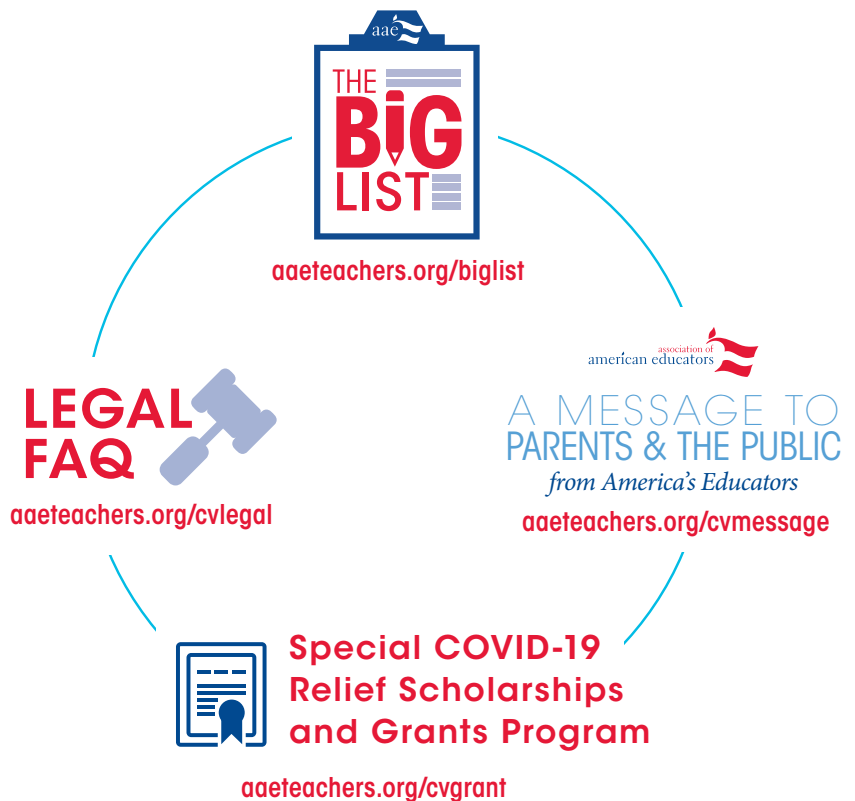 aae
THE
BiG
LIST
aaeteachers.org/biglist
association of
american educators
A MESSAGE TO
PARENTS & THE PUBLIC
from America's Educators
aaeteachers.org/cvmessage
LEGAL
FAQ
aaeteachers.org/cvlegal
Special COVID-19
Relief Scholarships
and Grants Program
aaeteachers.org/cvgrant